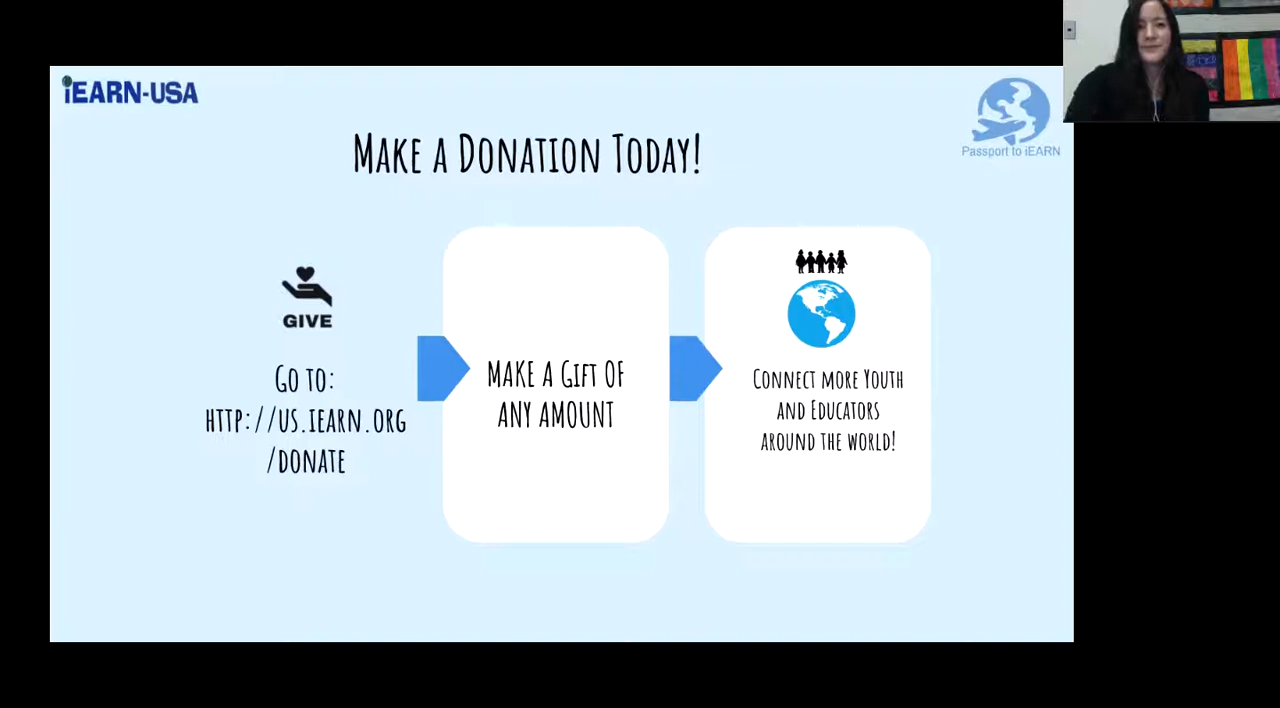 iEARN-USA
Passport to iEARN
MAKE A DONATION TODAY!
GIVE
GO TO:
HTTP://US.IEARN.ORG
/DONATE
MAKE A GIFT OF
ANY AMOUNT
CONNECT MORE YOUTH
AND EDUCATORS
AROUND THE WORLD!